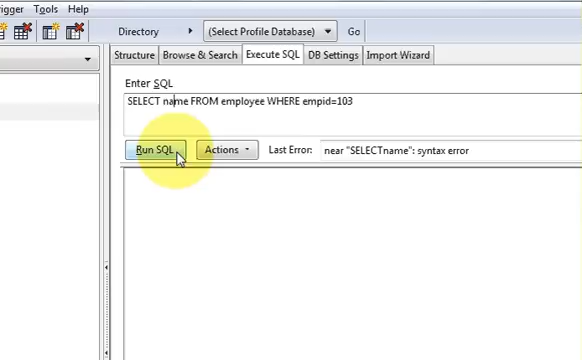 rigger Tools Help
Directory (Select Profile Database) Go
Structure Browse & Search Execute SQL DB Settings Import Wizard
Enter SQL
SELECT name FROM employee WHERE empid=103
Run SQL Actions Last Error: near "SELECTname": syntax error